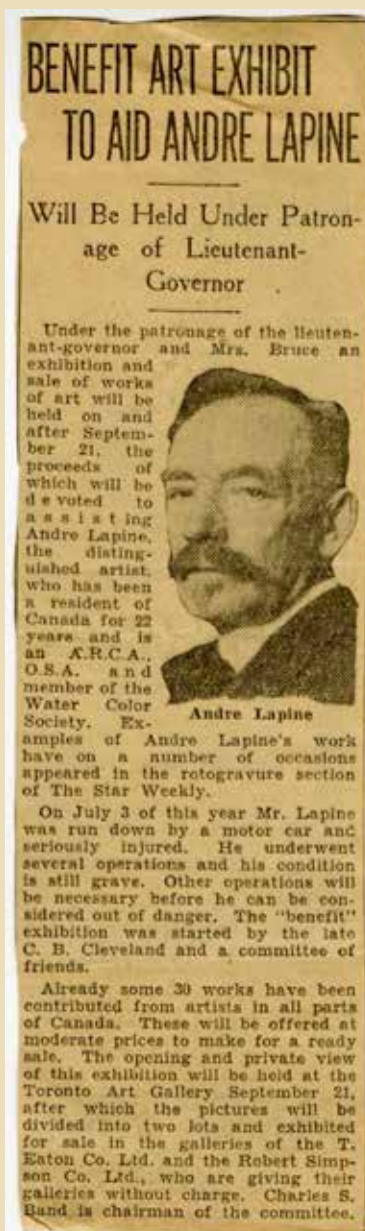 BENEFIT ART EXHIBIT
TO AID ANDRE LAPINE
Will Be Held Under Patron-
age of Lieutenant-
Governor
Under the patronage of the lieuten-
ant-governor and Mrs. Bruce an
exhibition and
sale of works
of art will be
held on and
after Septem-
ber 21, the
proceeds of
which will be
devoted to
assisting
Andre Lapine,
the disting-
uished artist,
who has been
a resident of
Canada for 22
years and is
an A.R.C.A.,
O.S.A. and
member of the
Water Color
Society. Ex-
Andre Lapine
amples of Andre Lapine's work
have on a number of occasions
appeared in the rotogravure section
of The Star Weekly.
On July 3 of this year Mr. Lapine
was run down by a motor car and
seriously injured. He underwent
several operations and his condition
is still grave. Other operations will
be necessary before he can be con-
sidered out of danger. The "benefit"
exhibition was started by the late
C. B. Cleveland and a committee of
friends.
Already some 30 works have been
contributed from artists in all parts
of Canada. These will be offered at
moderate prices to make for a ready
sale. The opening and private view
of this exhibition will be held at the
Toronto Art Gallery September 21,
after which the pictures will be
divided into two lots and exhibited
for sale in the galleries of the T.
Eaton Co. Ltd. and the Robert Simp-
son Co. Ltd., who are giving their
galleries without charge. Charles S.
Band is chairman of the committee.